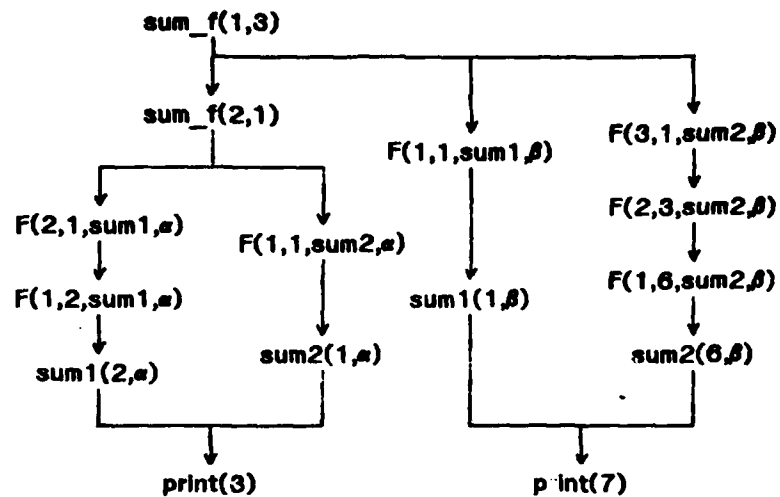 sum_f(1,3)
sum_f(2,1)
F(1,1,sum1,β)
F(3,1,sum2,β)
F(2,1,sum1,α)
F(1,1,sum2,α)
F(2,3,sum2,β)
F(1,2,sum1,α)
sum1(1,β)
F(1,6,sum2,β)
sum1(2,α)
sum2(1,α)
sum2(6,β)
print(3)
p int(7)